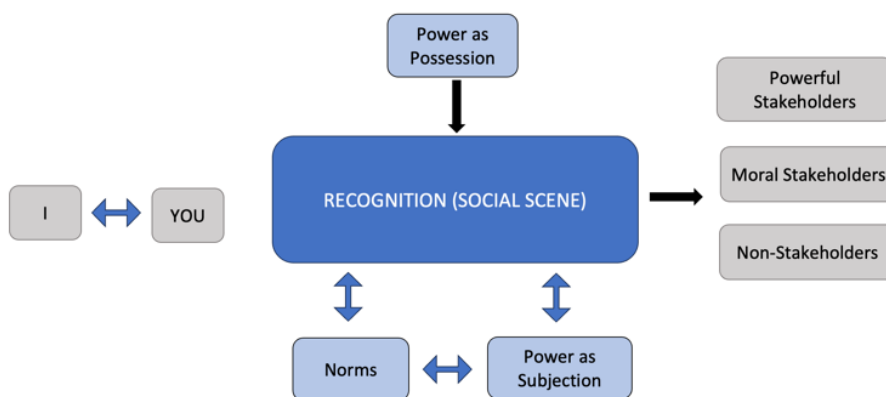 Power as
Possession
Powerful
Stakeholders
RECOGNITION (SOCIAL SCENE)
Moral Stakeholders
I
YOU
Non-Stakeholders
Norms
Power as
Subjection